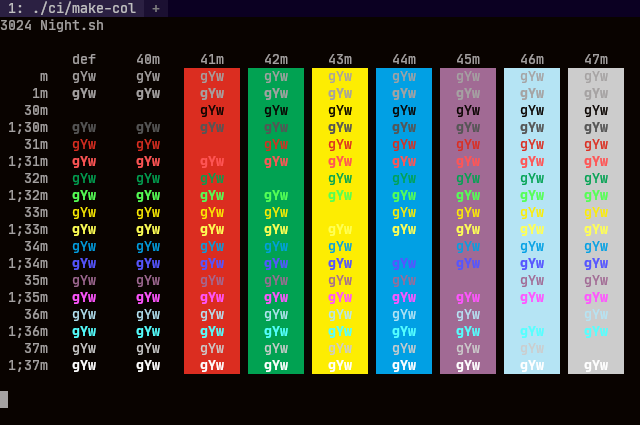 1: ./ci/make-col +
3024 Night.sh
def 40m 41m 42m 43m 44m 45m 46m 47m
m gYw gYw gYw gYw gYw gYw gYw gYw gYw
1m gYw gYw gYw gYw gYw gYw gYw gYw gYw
30m gYw gYw gYw gYw gYw gYw gYw
1;30m gYw gYw gYw gYw gYw gYw gYw gYw gYw
31m gYw gYw gYw gYw gYw gYw gYw gYw
1;31m gYw gYw gYw gYw gYw gYw gYw gYw gYw
32m gYw gYw gYw gYw gYw gYw gYw gYw
1;32m gYw gYw gYw gYw gYw gYw gYw gYw gYw
33m gYw gYw gYw gYw gYw gYw gYw gYw
1;33m gYw gYw gYw gYw gYw gYw gYw gYw gYw
34m gYw gYw gYw gYw gYw gYw gYw gYw
1;34m gYw gYw gYw gYw gYw gYw gYw gYw gYw
35m gYw gYw gYw gYw gYw gYw gYw gYw
1;35m gYw gYw gYw gYw gYw gYw gYw gYw gYw
36m gYw gYw gYw gYw gYw gYw gYw gYw gYw
1;36m gYw gYw gYw gYw gYw gYw gYw gYw gYw
37m gYw gYw gYw gYw gYw gYw gYw gYw
1;37m gYw gYw gYw gYw gYw gYw gYw gYw gYw